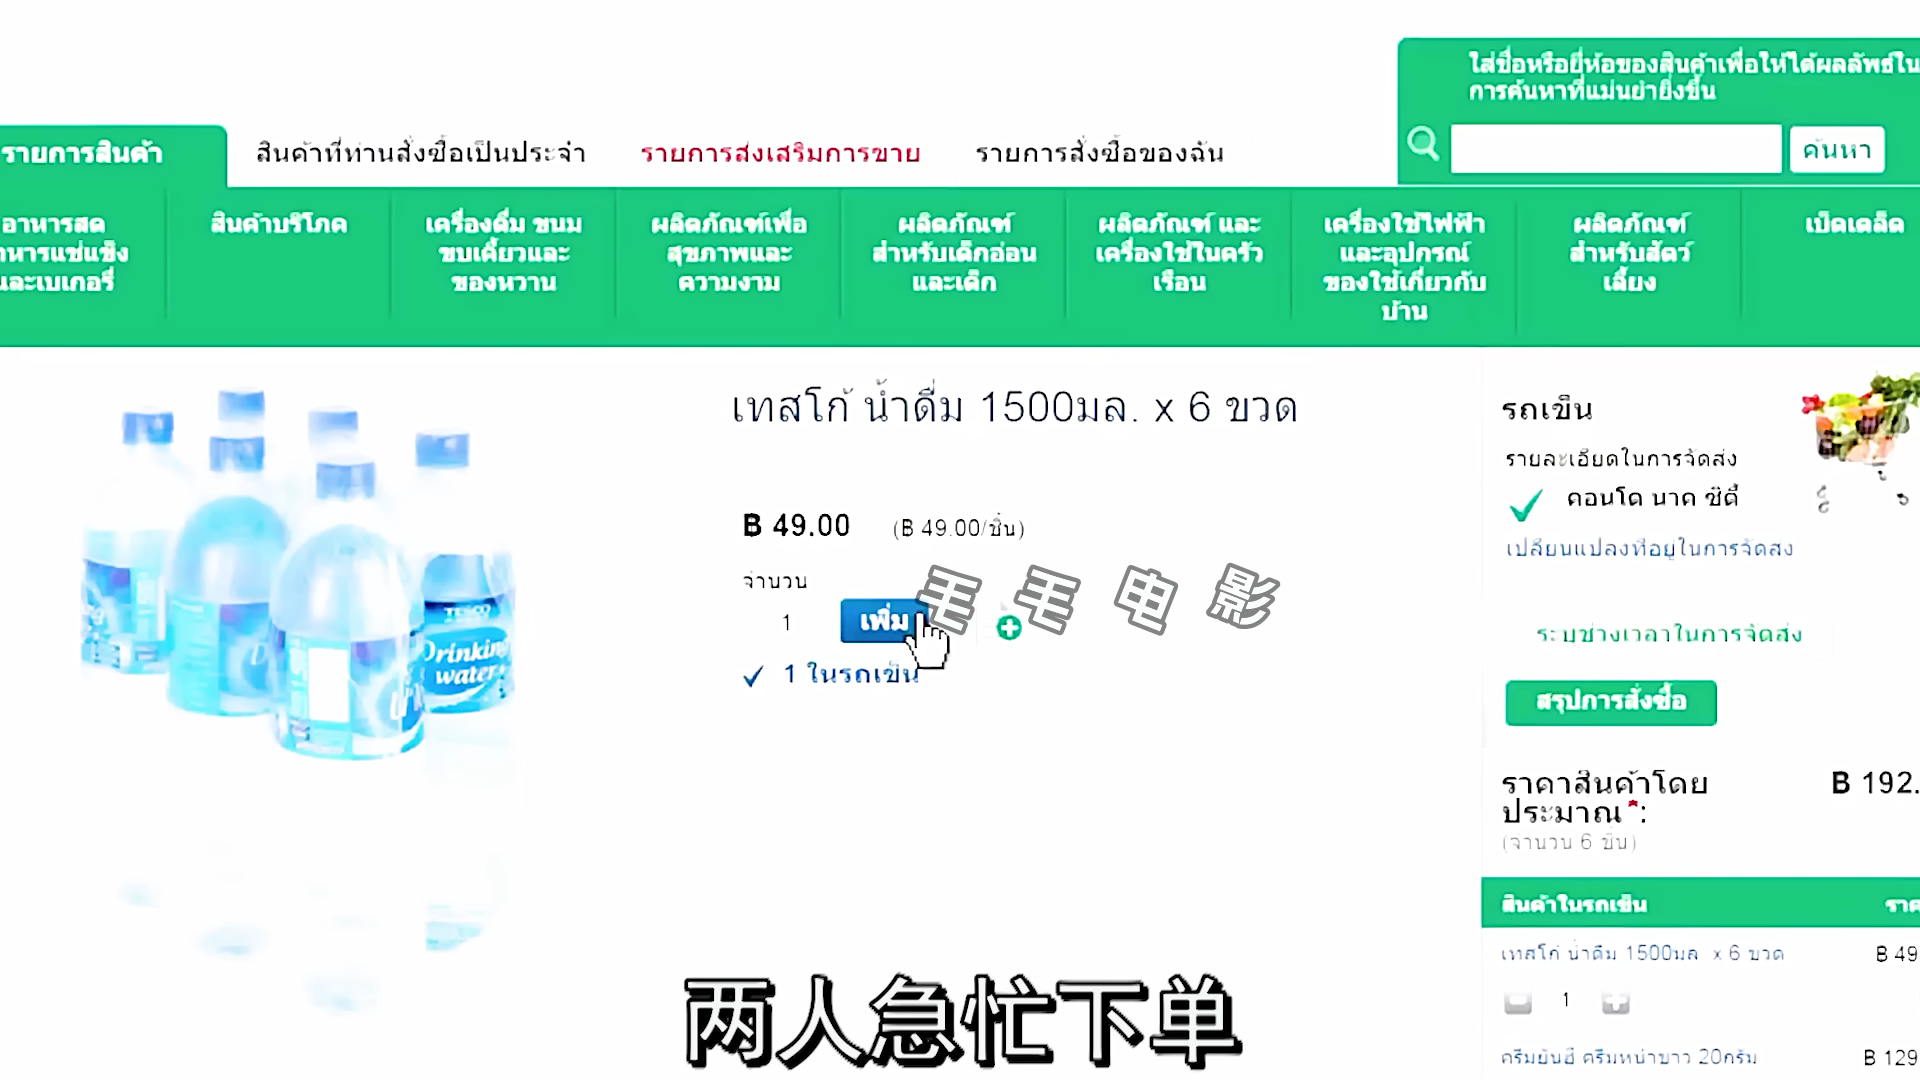 ใส่ชื่อหรือยี่ห้อของสินค้าเพื่อให้ได้ผลลัพธ์ใน
การค้นหาที่แม่นยำยิ่งขึ้น
ค้นหา
รายการสินค้า
สินค้าที่ท่านสั่งซื้อเป็นประจำ
รายการส่งเสริมการขาย
รายการสั่งซื้อของฉัน
อาหารสด
หารแช่แข็ง
และเบเกอรี่
สินค้าบริโภค
เครื่องดื่ม ขนม
ขบเคี้ยวและ
ของหวาน
ผลิตภัณฑ์เพื่อ
สุขภาพและ
ความงาม
ผลิตภัณฑ์
สำหรับเด็กอ่อน
และเด็ก
ผลิตภัณฑ์ และ
เครื่องใช้ในครัว
เรือน
เครื่องใช้ไฟฟ้า
และอุปกรณ์
ของใช้เกี่ยวกับ
บ้าน
ผลิตภัณฑ์
สำหรับสัตว์
เลี้ยง
เบ็ดเตล็ด
เทสโก้ น้ำดื่ม 1500มล. x 6 ขวด
฿ 49.00 (฿ 49.00/ชิ้น)
จำนวน
1 เพิ่ม
1 ในรถเข็น
毛毛电影
TESCO
Drinking
water
รถเข็น
รายละเอียดในการจัดส่ง
คอนโด นาค ซิตี้
เปลี่ยนแปลงที่อยู่ในการจัดส่ง
ระบุช่วงเวลาในการจัดส่ง
สรุปการสั่งซื้อ
ราคาสินค้าโดย ฿ 192.
ประมาณ*:
(จำนวน 6 ชิ้น)
สินค้าในรถเข็น ราค
เทสโก้ น้ำดื่ม 1500มล. x 6 ขวด ฿ 49
1
ครีมยันฮี ครีมหน้าขาว 20กรัม ฿ 129
两人急忙下单